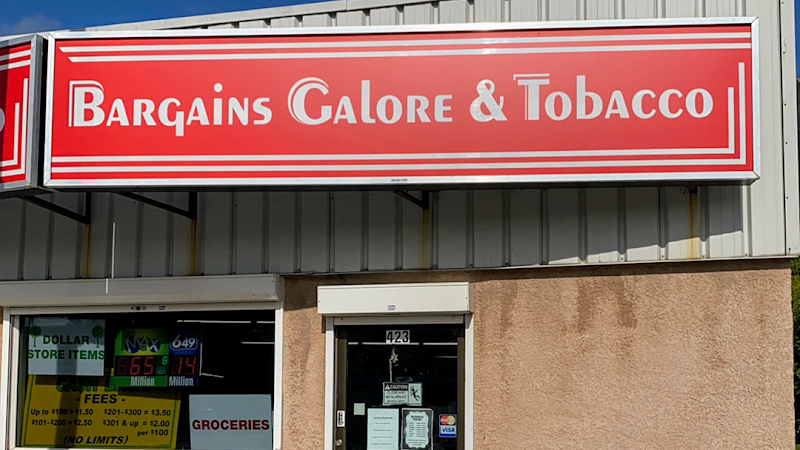 BARGAINS GALORE & TOBACCO
423
DOLLAR
STORE ITEMS
MAX
65
Million
649
14
Million
- FEES -
Up to $100 = $1.50 $201-$300 = $3.50
$101-$200 = $2.50 $301 & up = $2.00
per $100
(NO LIMITS)
GROCERIES
CAUTION
VISA